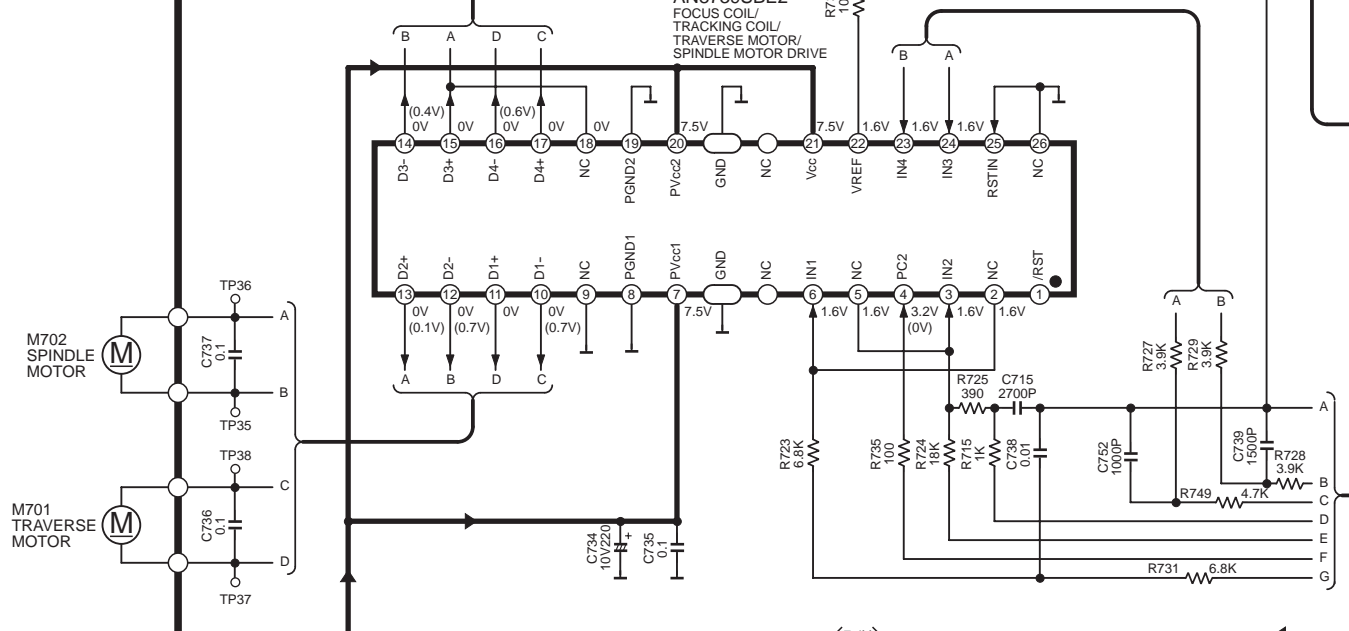 FOCUS COIL/
TRACKING COIL/
TRAVERSE MOTOR/
SPINDLE MOTOR DRIVE
B A D C
B A
(0.4V) (0.6V)
0V 0V 0V 0V 0V 7.5V 7.5V 1.6V 1.6V 1.6V
14 15 16 17 18 19 20 21 22 23 24 25 26
D3- D3+ D4- D4+ NC PGND2 PVcc2 GND NC Vcc VREF IN4 IN3 RSTIN NC
D2+ D2- D1+ D1- NC PGND1 PVcc1 GND NC IN1 NC PC2 IN2 NC /RST
13 12 11 10 9 8 7 6 5 4 3 2 1
0V 0V 0V 0V 7.5V 1.6V 1.6V 3.2V 1.6V 1.6V
(0.1V) (0.7V) (0.7V) (0V)
A B D C
TP36
A
M702
SPINDLE
MOTOR
M
C737
0.1
B
TP35
TP38
C
M701
TRAVERSE
MOTOR
M
C736
0.1
D
TP37
C734
10V220
+
C735
0.1
A B
R727
3.9K
R729
3.9K
R725
390
C715
2700P
R723
6.8K
R735
100
R724
18K
R715
1K
C738
0.01
C752
1000P
C739
1500P
R728
3.9K
R749 4.7K
R731 6.8K
A
B
C
D
E
F
G